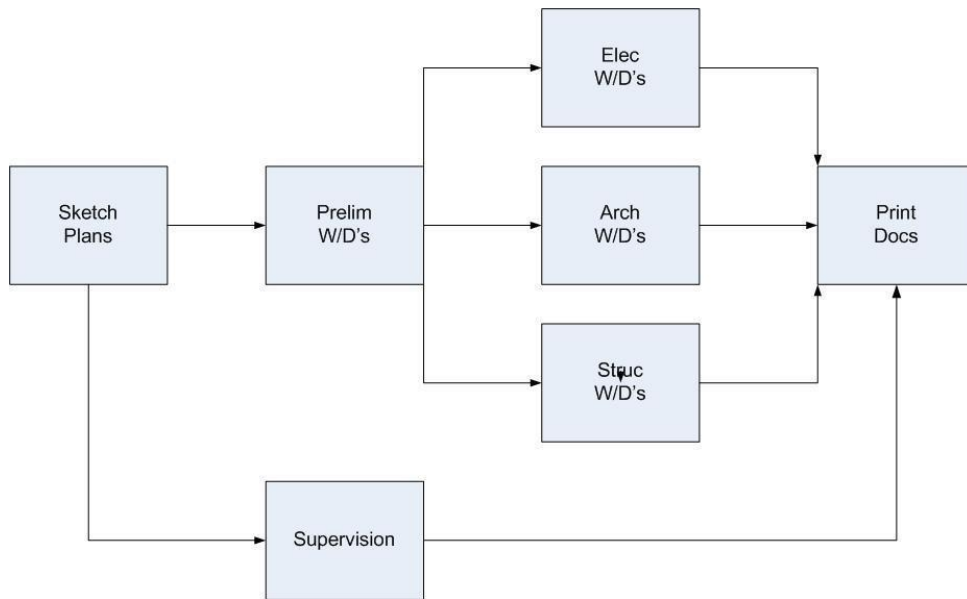 Elec
W/D's
Sketch
Plans
Prelim
W/D's
Arch
W/D's
Print
Docs
Struc
W/D's
Supervision